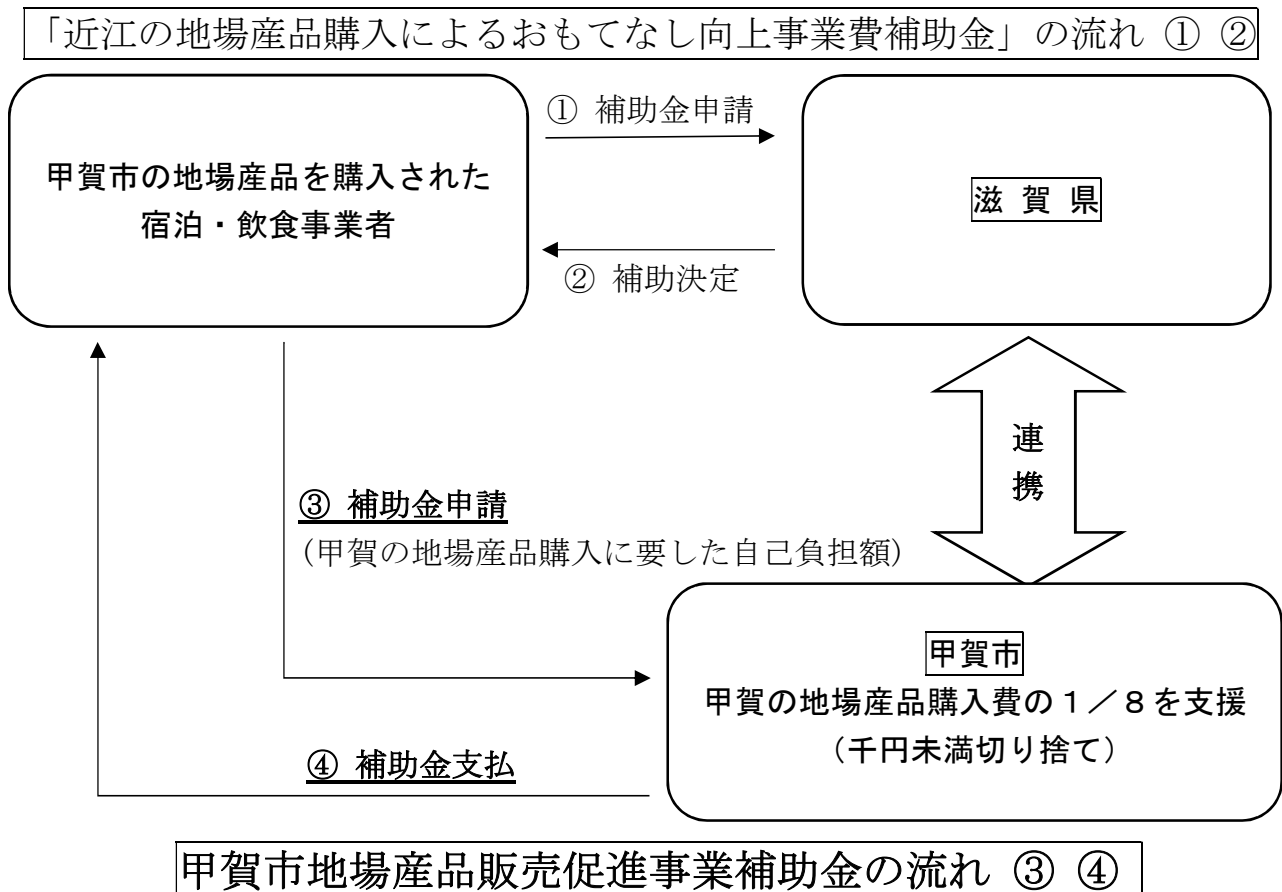 「近江の地場産品購入によるおもてなし向上事業費補助金」の流れ ① ②
① 補助金申請
甲賀市の地場産品を購入された
宿泊・飲食事業者
滋 賀 県
② 補助決定
連
携
③ 補助金申請
(甲賀の地場産品購入に要した自己負担額)
甲賀市
甲賀の地場産品購入費の1/8を支援
(千円未満切り捨て)
④ 補助金支払
甲賀市地場産品販売促進事業補助金の流れ ③ ④